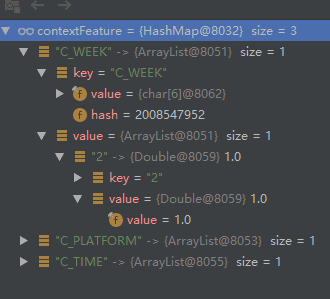 contextFeature = {HashMap@8032} size = 3
"C_WEEK" -> {ArrayList@8051} size = 1
key = "C_WEEK"
value = {char[6]@8062}
hash = 2008547952
value = {ArrayList@8051} size = 1
"2" -> {Double@8059} 1.0
key = "2"
value = {Double@8059} 1.0
value = 1.0
"C_PLATFORM" -> {ArrayList@8053} size = 1
"C_TIME" -> {ArrayList@8055} size = 1